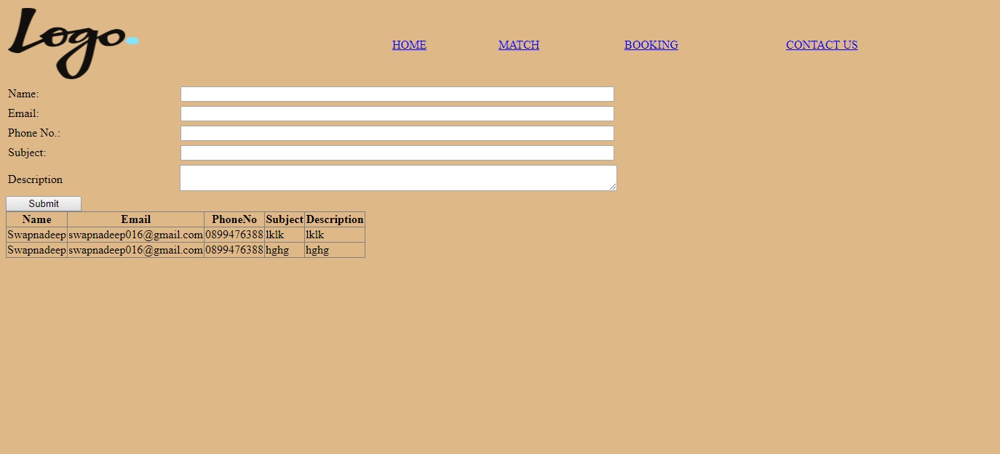 Logo.
HOME MATCH BOOKING CONTACT US
Name:
Email:
Phone No.:
Subject:
Description
Submit
Name Email PhoneNo Subject Description
Swapnadeep swapnadeep016@gmail.com 0899476388 lklk lklk
Swapnadeep swapnadeep016@gmail.com 0899476388 hghg hghg